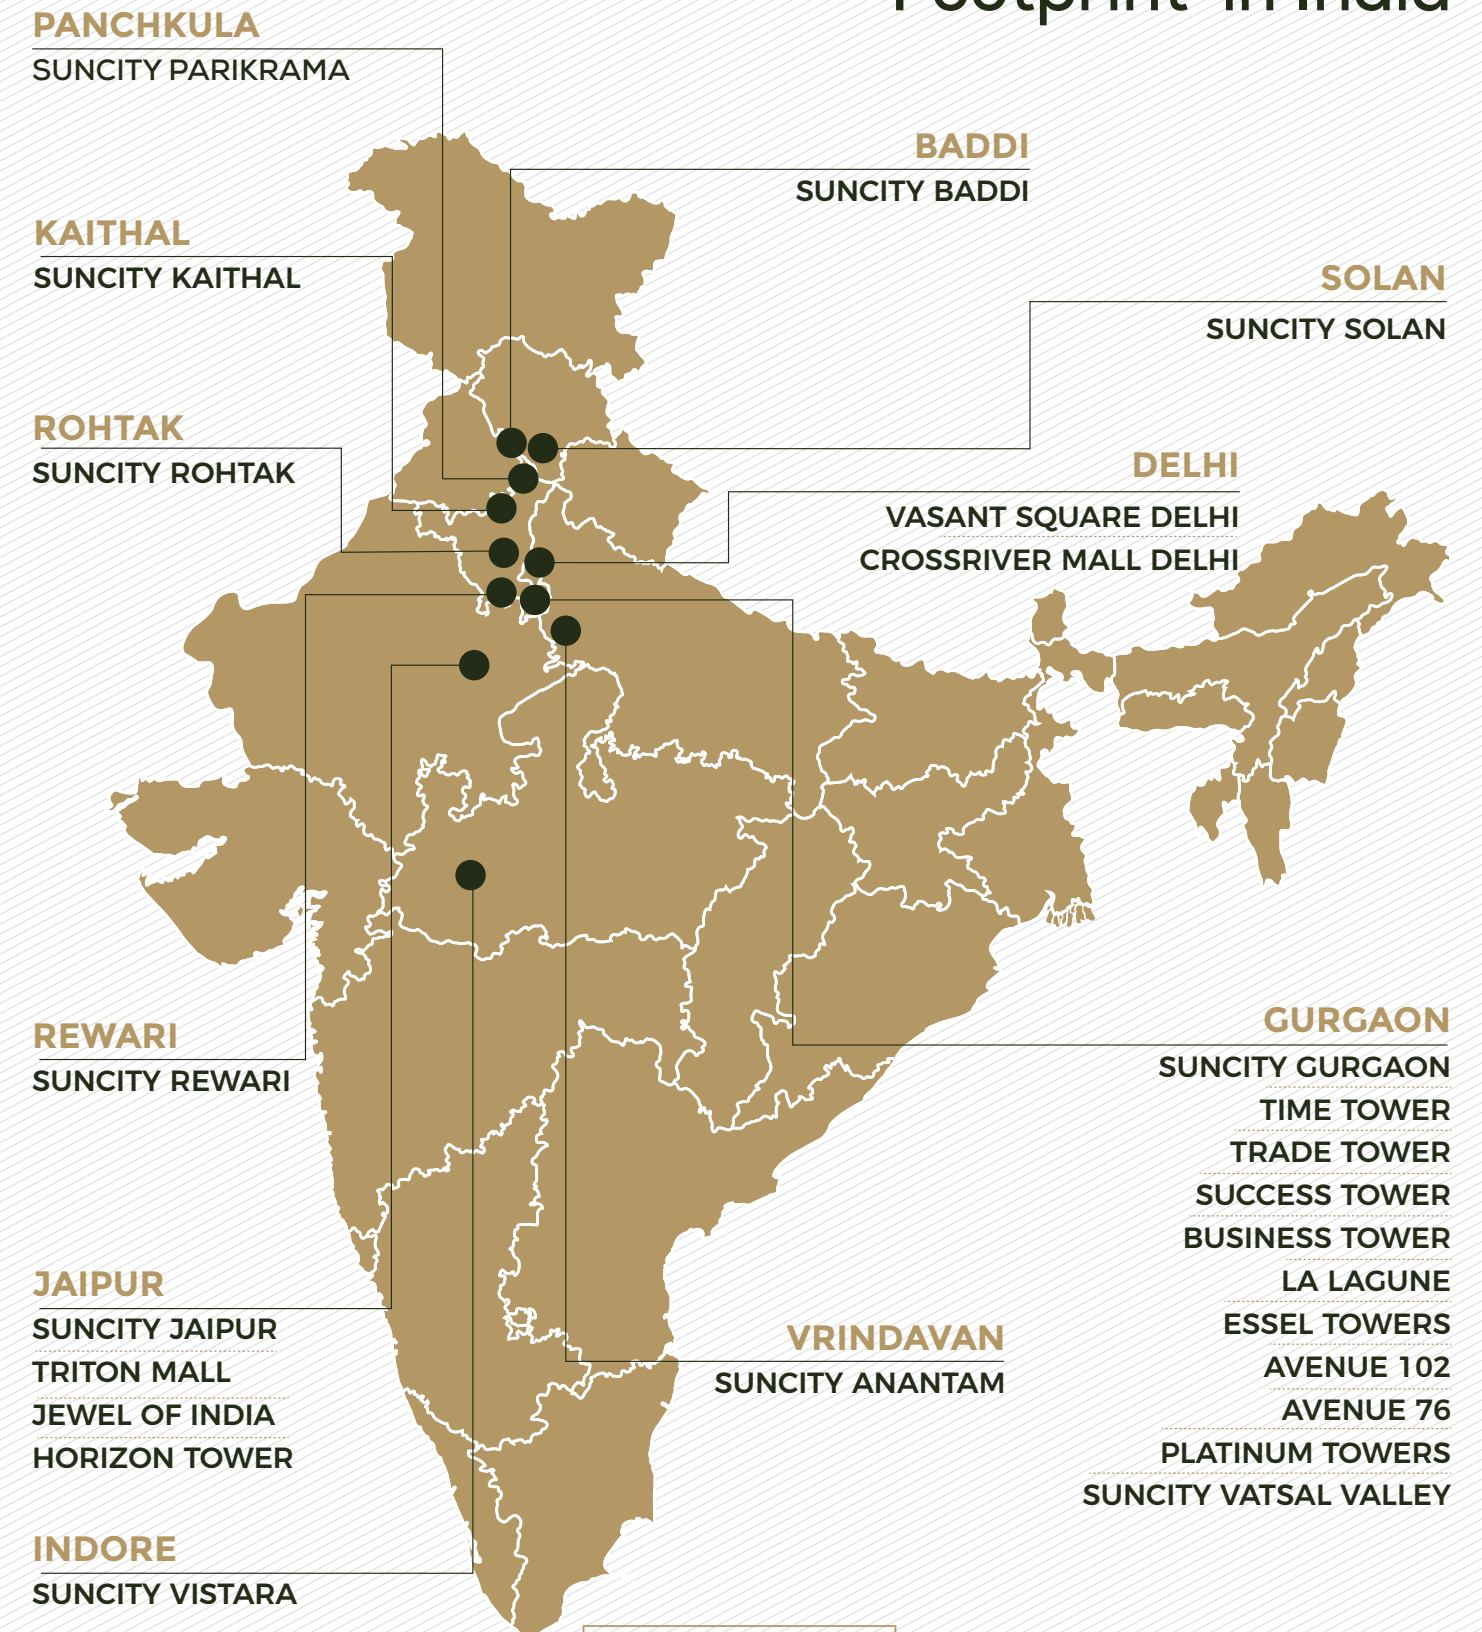 Footprint in India
PANCHKULA
SUNCITY PARIKRAMA
BADDI
SUNCITY BADDI
KAITHAL
SUNCITY KAITHAL
SOLAN
SUNCITY SOLAN
ROHTAK
SUNCITY ROHTAK
DELHI
VASANT SQUARE DELHI
CROSSRIVER MALL DELHI
REWARI
SUNCITY REWARI
GURGAON
SUNCITY GURGAON
TIME TOWER
TRADE TOWER
SUCCESS TOWER
BUSINESS TOWER
LA LAGUNE
ESSEL TOWERS
AVENUE 102
AVENUE 76
PLATINUM TOWERS
SUNCITY VATSAL VALLEY
JAIPUR
SUNCITY JAIPUR
TRITON MALL
JEWEL OF INDIA
HORIZON TOWER
VRINDAVAN
SUNCITY ANANTAM
INDORE
SUNCITY VISTARA